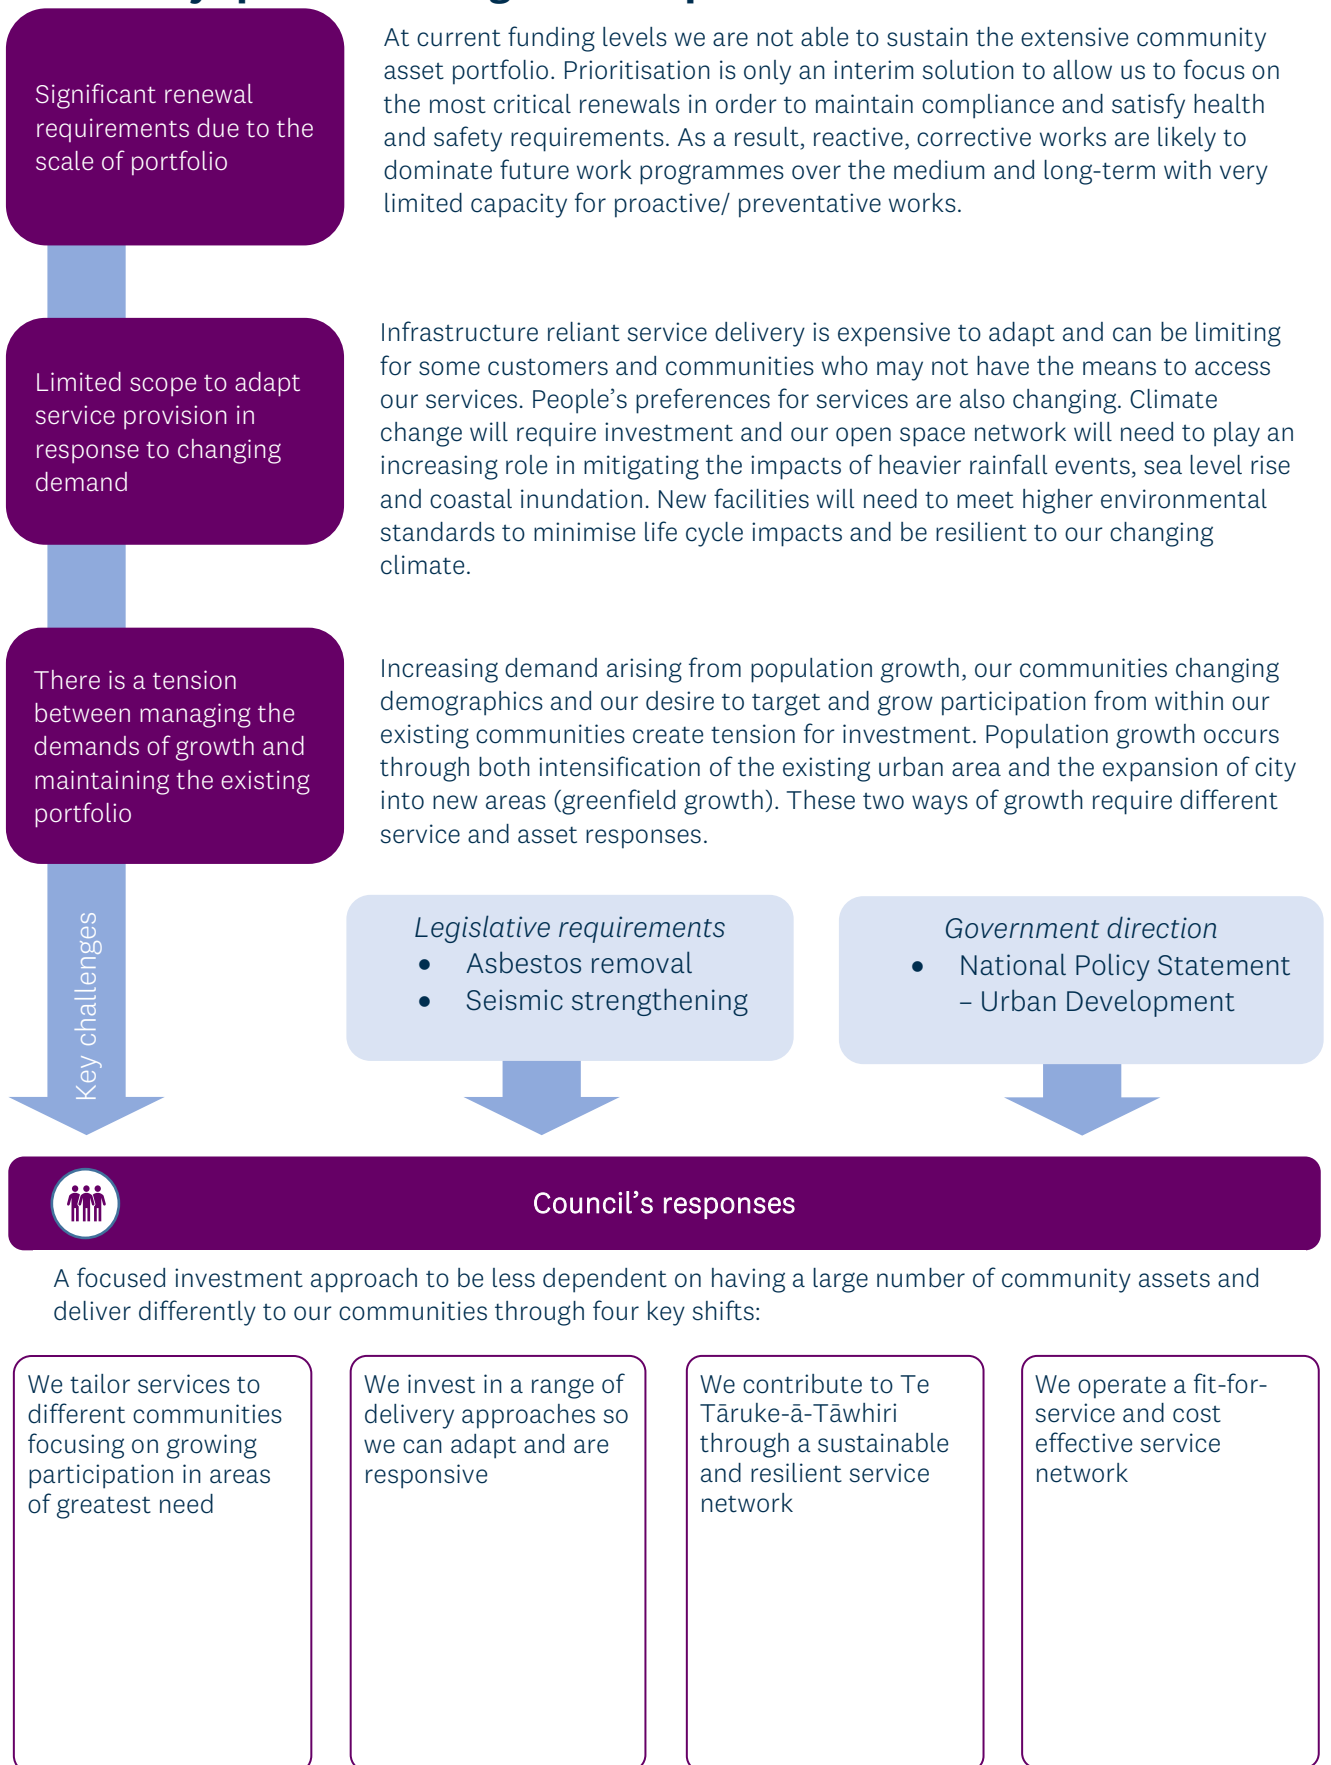 Significant renewal
requirements due to the
scale of portfolio
At current funding levels we are not able to sustain the extensive community
asset portfolio. Prioritisation is only an interim solution to allow us to focus on
the most critical renewals in order to maintain compliance and satisfy health
and safety requirements. As a result, reactive, corrective works are likely to
dominate future work programmes over the medium and long-term with very
limited capacity for proactive/ preventative works.
Limited scope to adapt
service provision in
response to changing
demand
Infrastructure reliant service delivery is expensive to adapt and can be limiting
for some customers and communities who may not have the means to access
our services. People’s preferences for services are also changing. Climate
change will require investment and our open space network will need to play an
increasing role in mitigating the impacts of heavier rainfall events, sea level rise
and coastal inundation. New facilities will need to meet higher environmental
standards to minimise life cycle impacts and be resilient to our changing
climate.
There is a tension
between managing the
demands of growth and
maintaining the existing
portfolio
Increasing demand arising from population growth, our communities changing
demographics and our desire to target and grow participation from within our
existing communities create tension for investment. Population growth occurs
through both intensification of the existing urban area and the expansion of city
into new areas (greenfield growth). These two ways of growth require different
service and asset responses.
Key challenges
Legislative requirements
• Asbestos removal
• Seismic strengthening
Government direction
• National Policy Statement
– Urban Development
Council’s responses
A focused investment approach to be less dependent on having a large number of community assets and
deliver differently to our communities through four key shifts:
We tailor services to
different communities
focusing on growing
participation in areas
of greatest need
We invest in a range of
delivery approaches so
we can adapt and are
responsive
We contribute to Te
Tāruke-ā-Tāwhiri
through a sustainable
and resilient service
network
We operate a fit-for-
service and cost
effective service
network